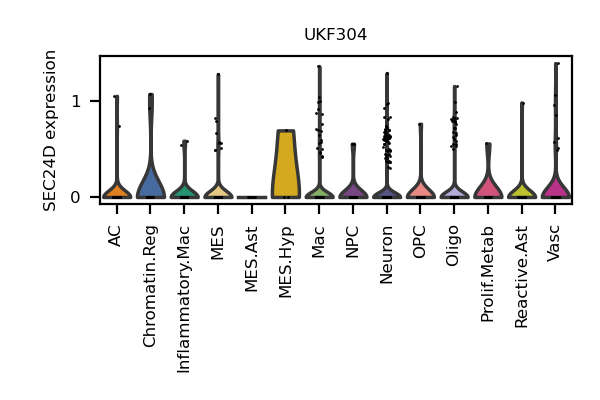 UKF304
SEC24D expression
1
0
AC
Chromatin.Reg
Inflammatory.Mac
MES
MES.Ast
MES.Hyp
Mac
NPC
Neuron
OPC
Oligo
Prolif.Metab
Reactive.Ast
Vasc